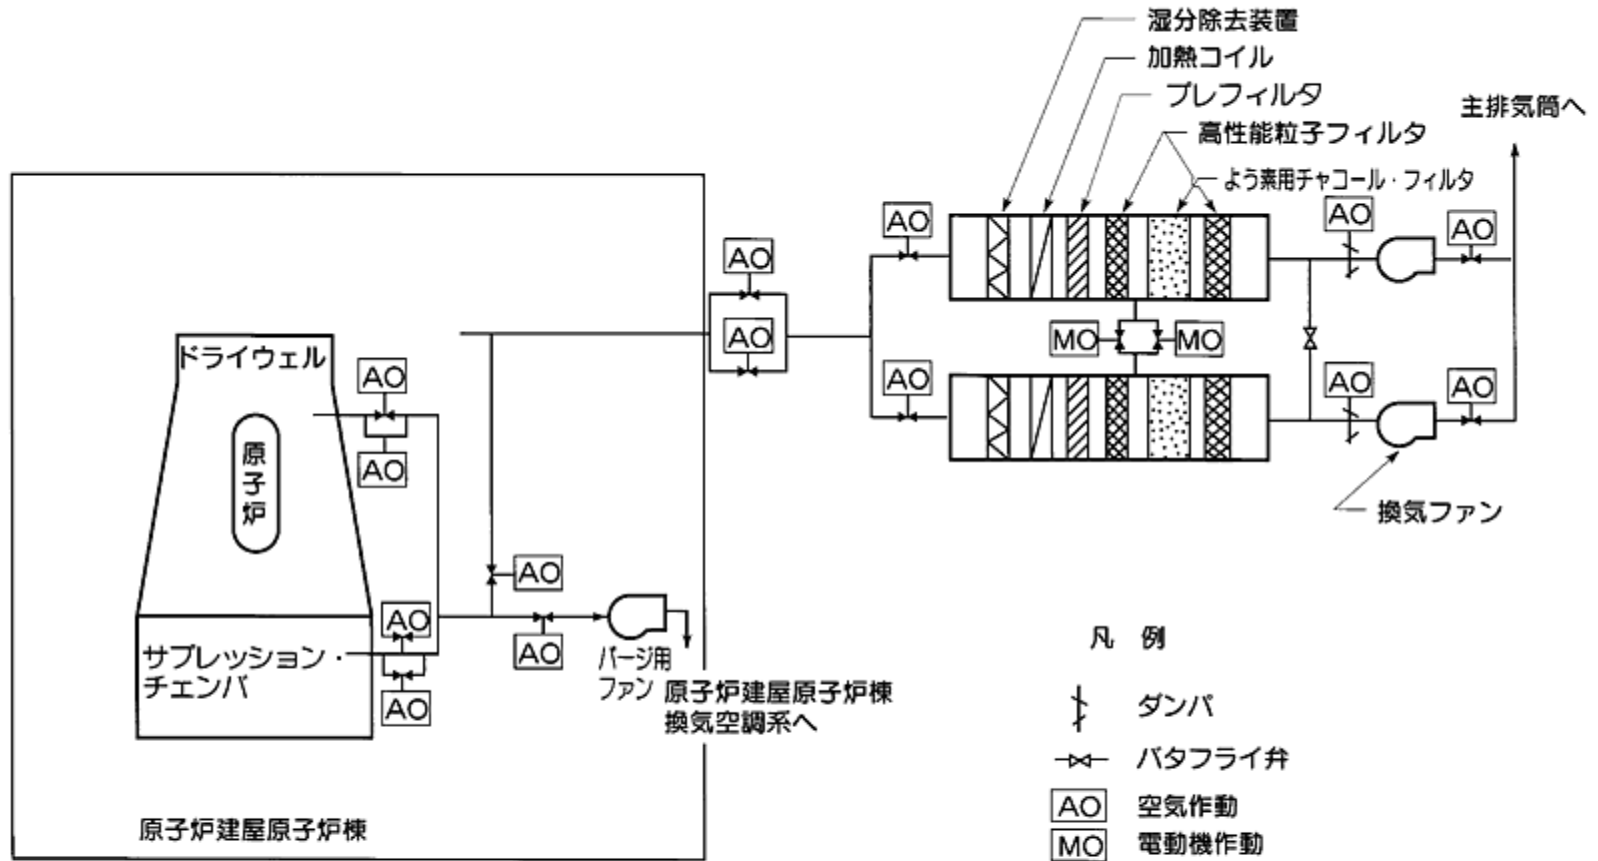 湿分除去装置
加熱コイル
プレフィルタ
高性能粒子フィルタ
よう素用チャコール・フィルタ
主排気筒へ
AO
AO
AO
AO
AO
MO
MO
AO
AO
AO
換気ファン
ドライウェル
原子炉
AO
AO
AO
AO
サプレッション・
チェンバ
AO
AO
パージ用
ファン
原子炉建屋原子炉棟
換気空調系へ
原子炉建屋原子炉棟
凡 例
ダンパ
バタフライ弁
AO 空気作動
MO 電動機作動